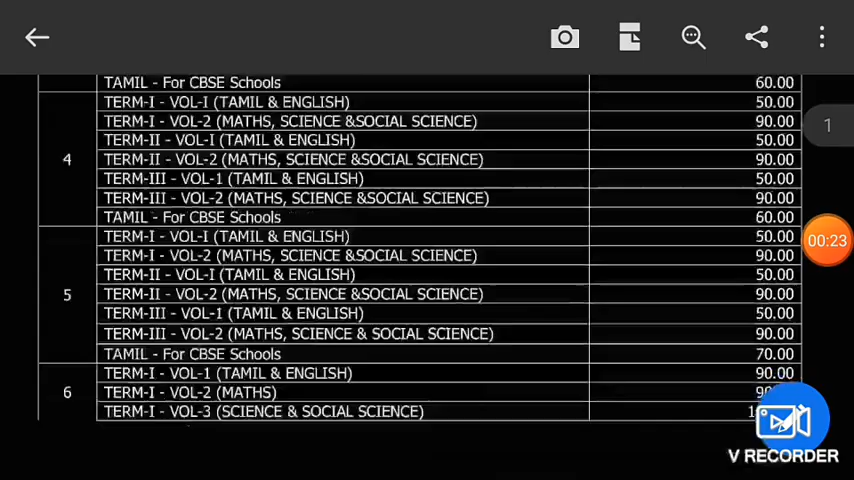 TAMIL - For CBSE Schools 60.00
1
TERM-I - VOL-I (TAMIL & ENGLISH) 50.00
TERM-I - VOL-2 (MATHS, SCIENCE &SOCIAL SCIENCE) 90.00
TERM-II - VOL-I (TAMIL & ENGLISH) 50.00
4 TERM-II - VOL-2 (MATHS, SCIENCE &SOCIAL SCIENCE) 90.00
TERM-III - VOL-1 (TAMIL & ENGLISH) 50.00
TERM-III - VOL-2 (MATHS, SCIENCE &SOCIAL SCIENCE) 90.00
TAMIL - For CBSE Schools 60.00
TERM-I - VOL-I (TAMIL & ENGLISH) 50.00
00:23
TERM-I - VOL-2 (MATHS, SCIENCE &SOCIAL SCIENCE) 90.00
TERM-II - VOL-I (TAMIL & ENGLISH) 50.00
5 TERM-II - VOL-2 (MATHS, SCIENCE &SOCIAL SCIENCE) 90.00
TERM-III - VOL-1 (TAMIL & ENGLISH) 50.00
TERM-III - VOL-2 (MATHS, SCIENCE & SOCIAL SCIENCE) 90.00
TAMIL - For CBSE Schools 70.00
TERM-I - VOL-1 (TAMIL & ENGLISH) 90.00
6 TERM-I - VOL-2 (MATHS)
TERM-I - VOL-3 (SCIENCE & SOCIAL SCIENCE)
V RECORDER